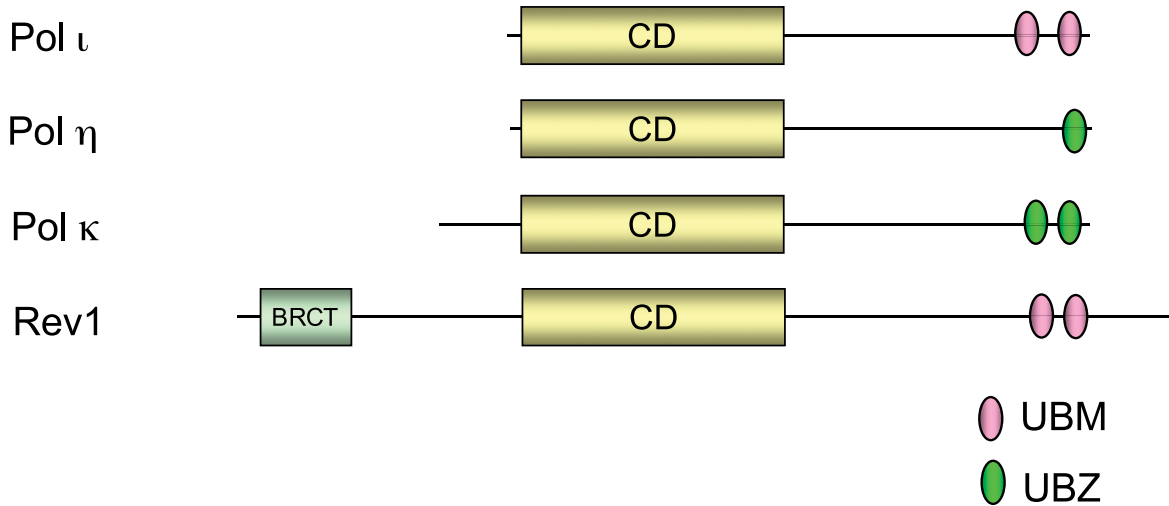 Pol ι CD
Pol η CD
Pol κ CD
Rev1 BRCT CD
UBM
UBZ